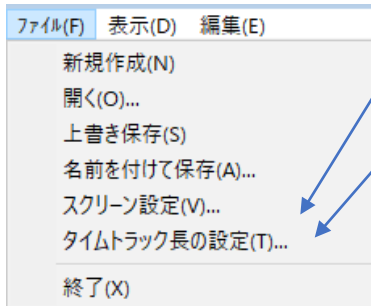 ファイル(F) 表示(D) 編集(E)
新規作成(N)
開く(O)...
上書き保存(S)
名前を付けて保存(A)...
スクリーン設定(V)...
タイムトラック長の設定(T)...
終了(X)